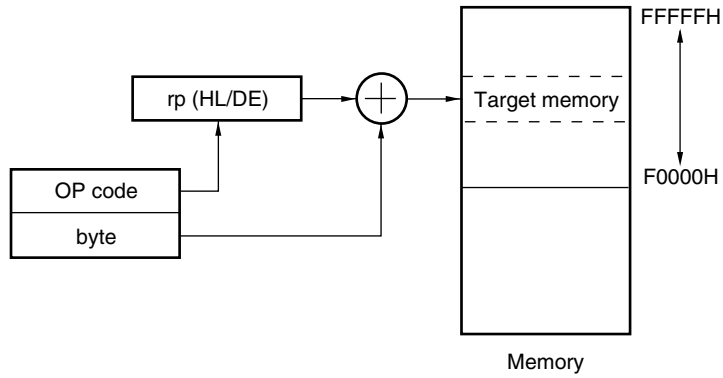 FFFFFH
rp (HL/DE)
Target memory
OP code
F0000H
byte
Memory